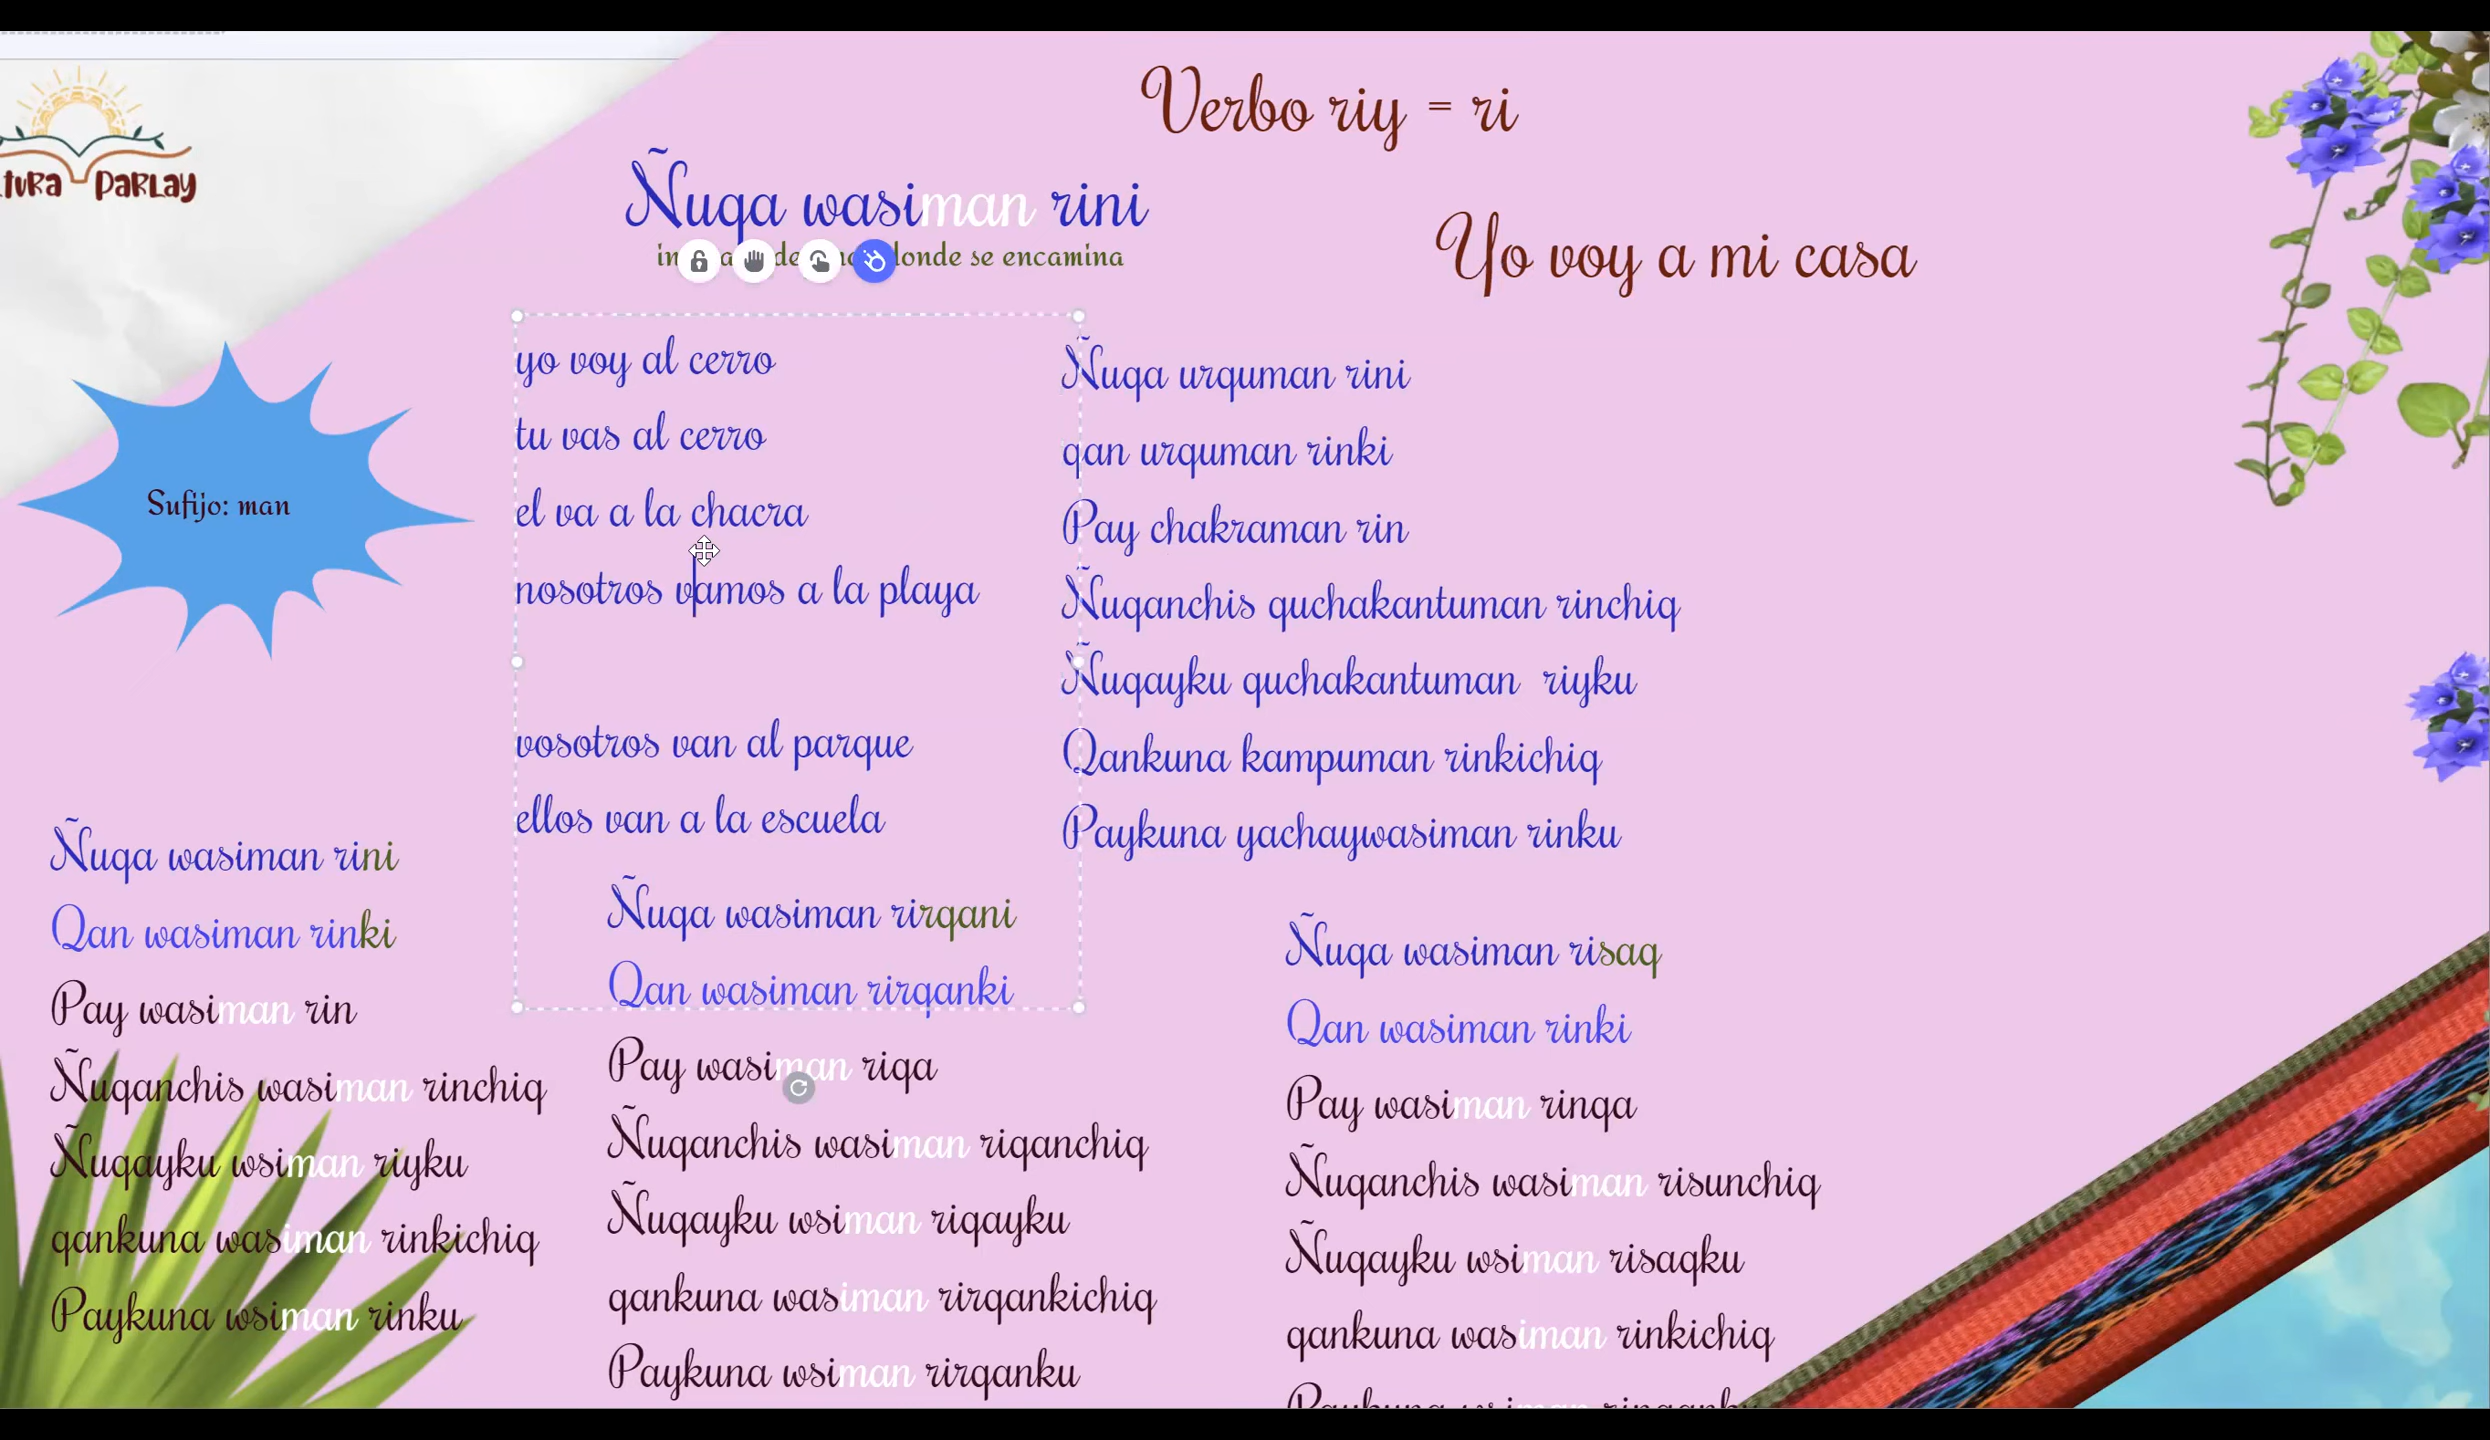 PARLAY
Verbo riy = ri
Ñuqa wasiman rini
donde se encamina
Yo voy a mi casa
Sufijo: man
yo voy al cerro
tu vas al cerro
el va a la chacra
nosotros vamos a la playa
vosotros van al parque
ellos van a la escuela
Ñuqa urquman rini
qan urquman rinki
Pay chakraman rin
Ñuqanchis quchakantuman rinchiq
Ñuqayku quchakantuman riyku
Qankuna kampuman rinkichiq
Paykuna yachaywasiman rinku
Ñuqa wasiman rini
Qan wasiman rinki
Pay wasiman rin
Ñuqanchis wasiman rinchiq
Ñuqayku wsiman riyku
qankuna wasiman rinkichiq
Paykuna wsiman rinku
Ñuqa wasiman rirqani
Qan wasiman rirqanki
Pay wasiman riqa
Ñuqanchis wasiman riqanchiq
Ñuqayku wsiman riqayku
qankuna wasiman rirqankichiq
Paykuna wsiman rirqanku
Ñuqa wasiman risaq
Qan wasiman rinki
Pay wasiman rinqa
Ñuqanchis wasiman risunchiq
Ñuqayku wsiman risaqku
qankuna wasiman rinkichiq